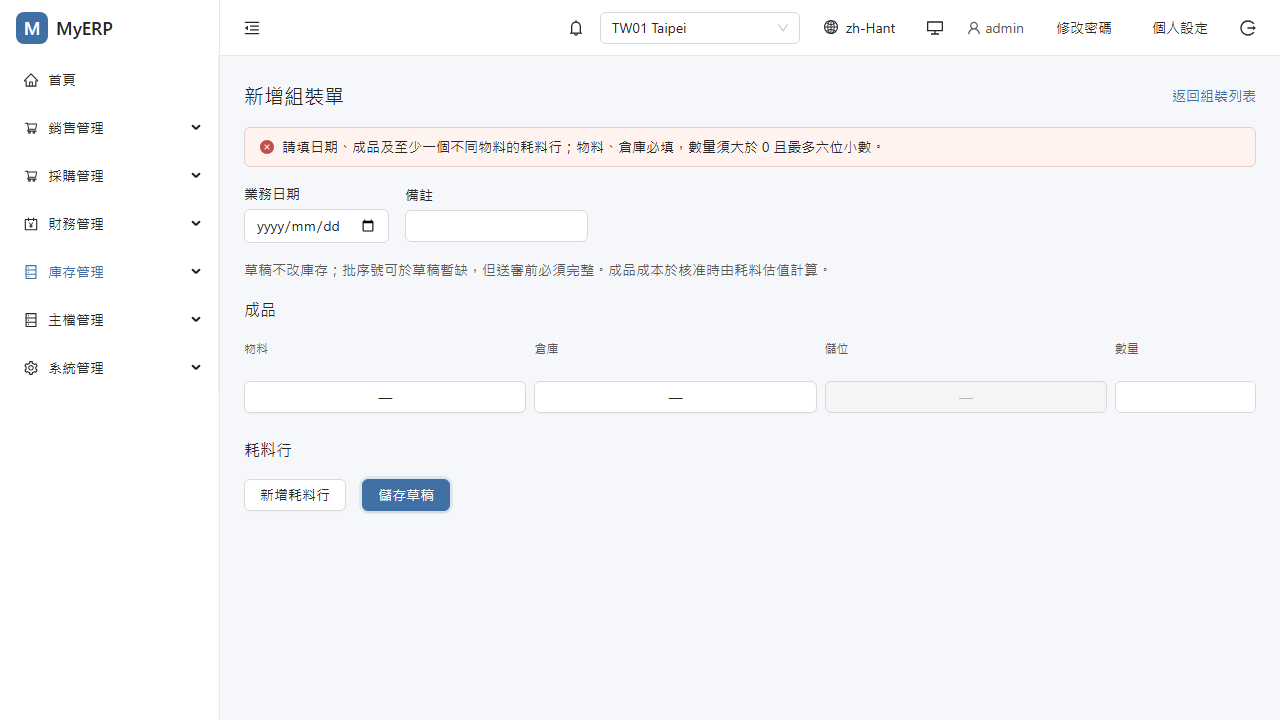 M MyERP
TW01 Taipei
zh-Hant
admin
修改密碼
個人設定
首頁
銷售管理
採購管理
財務管理
庫存管理
主檔管理
系統管理
新增組裝單
返回組裝列表
請填日期、成品及至少一個不同物料的耗料行；物料、倉庫必填，數量須大於 0 且最多六位小數。
業務日期
備註
yyyy/mm/dd
草稿不改庫存；批序號可於草稿暫缺，但送審前必須完整。成品成本於核准時由耗料估值計算。
成品
物料
倉庫
儲位
數量
—
—
—
耗料行
新增耗料行
儲存草稿